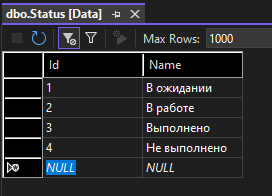 dbo.Status [Data]
Max Rows: 1000
Id Name
1 В ожидании
2 В работе
3 Выполнено
4 Не выполнено
NULL NULL